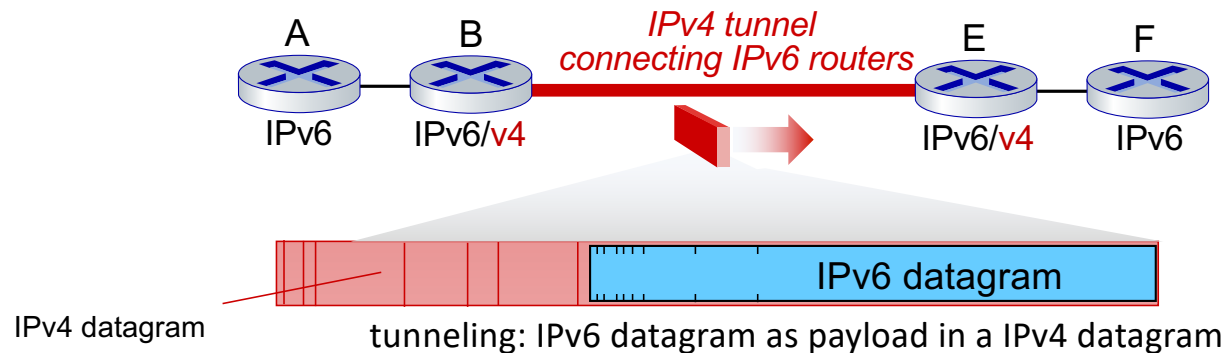 A
B
IPv4 tunnel
connecting IPv6 routers
E
F
IPv6
IPv6/v4
IPv6/v4
IPv6
IPv6 datagram
IPv4 datagram
tunneling: IPv6 datagram as payload in a IPv4 datagram